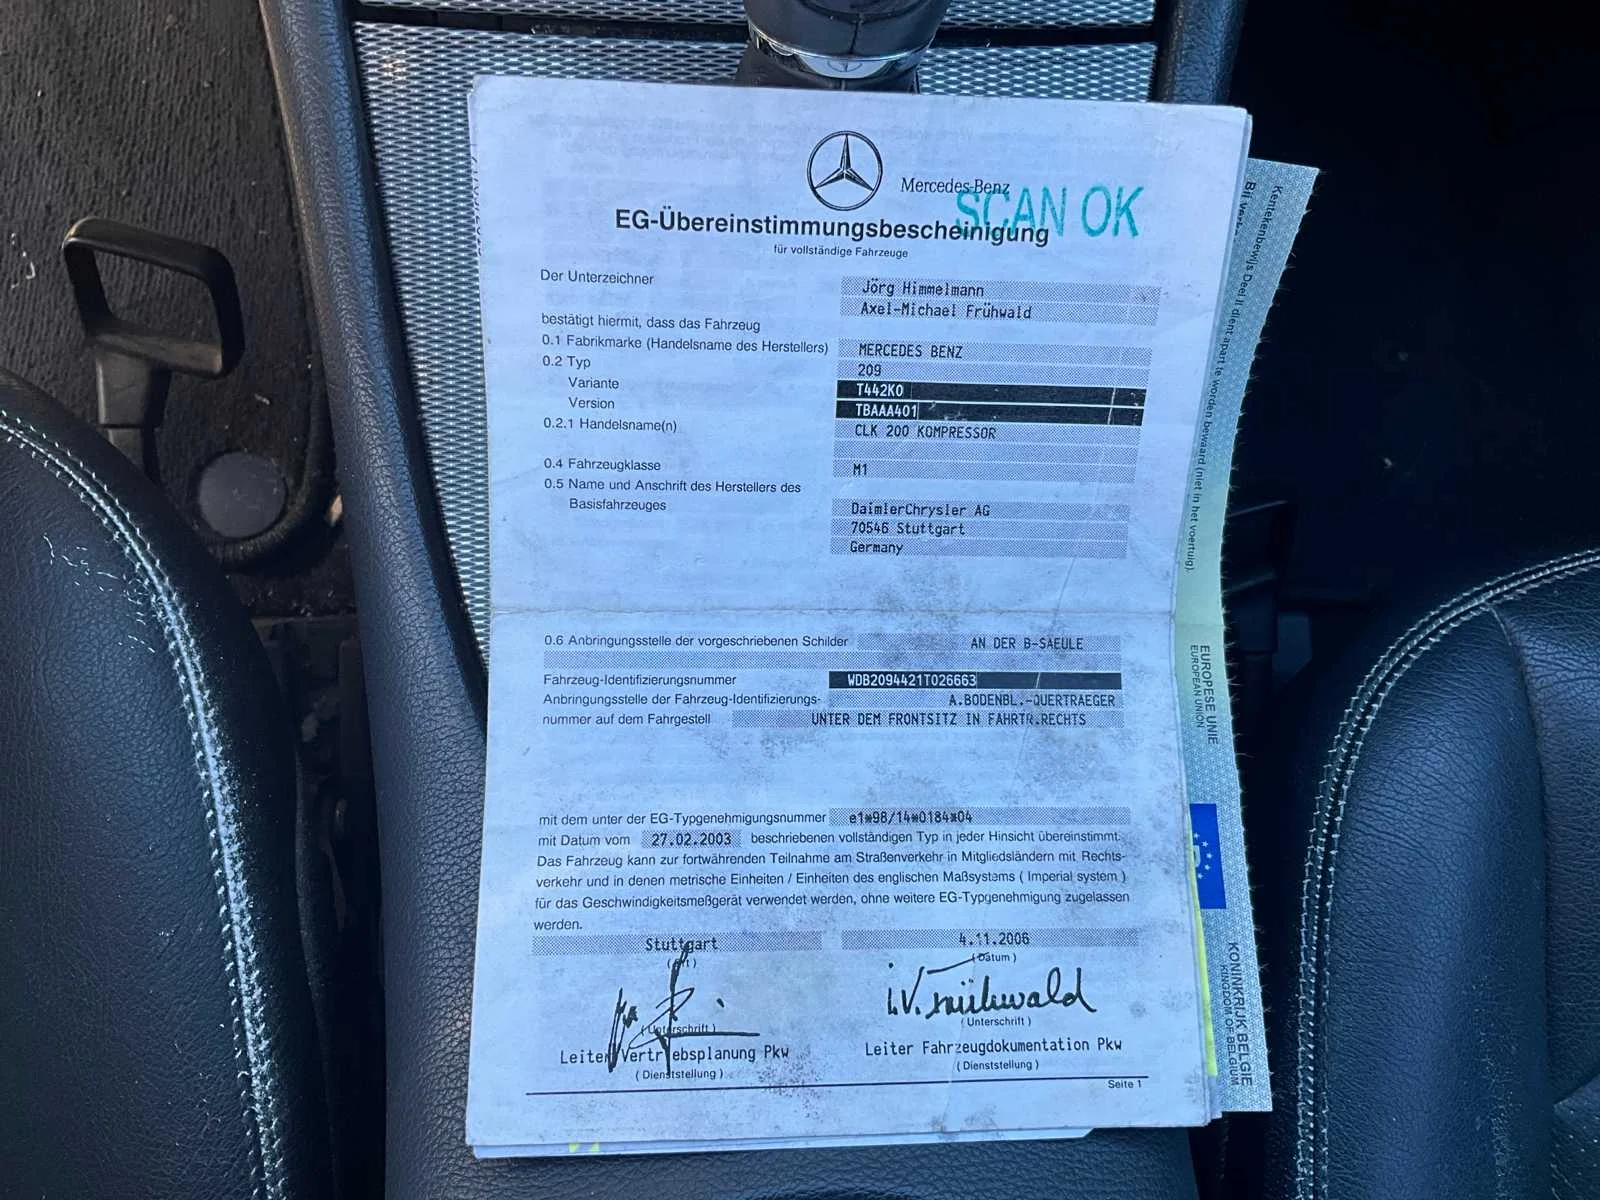 Mercedes-Benz
SCAN OK
EG-Übereinstimmungsbescheinigung
für vollständige Fahrzeuge
Der Unterzeichner Jörg Himmelmann
Axel-Michael Frühwald
bestätigt hiermit, dass das Fahrzeug
0.1 Fabrikmarke (Handelsname des Herstellers) MERCEDES BENZ
0.2 Typ 209
Variante T442K0
Version TBAAA401
0.2.1 Handelsname(n) CLK 200 KOMPRESSOR
0.4 Fahrzeugklasse M1
0.5 Name und Anschrift des Herstellers des
Basisfahrzeuges DaimlerChrysler AG
70546 Stuttgart
Germany
0.6 Anbringungsstelle der vorgeschriebenen Schilder AN DER B-SAEULE
Fahrzeug-Identifizierungsnummer WDB2094421T026663
Anbringungsstelle der Fahrzeug-Identifizierungs- A.BODENBL.-QUERTRAEGER
nummer auf dem Fahrgestell UNTER DEM FRONTSITZ IN FAHRTR.RECHTS
mit dem unter der EG-Typgenehmigungsnummer e1*98/14*0184*04
mit Datum vom 27.02.2003 beschriebenen vollständigen Typ in jeder Hinsicht übereinstimmt.
Das Fahrzeug kann zur fortwährenden Teilnahme am Straßenverkehr in Mitgliedsländern mit Rechts-
verkehr und in denen metrische Einheiten / Einheiten des englischen Maßsystams ( Imperial system )
für das Geschwindigkeitsmeßgerät verwendet werden, ohne weitere EG-Typgenehmigung zugelassen
werden.
Stuttgart 4.11.2006
( Ort ) ( Datum )
i.V. Frühwald
( Unterschrift ) ( Unterschrift )
Leiter Vertriebsplanung Pkw Leiter Fahrzeugdokumentation Pkw
( Dienststellung ) ( Dienststellung )
Seite 1
Kentekenbewijs Deel II dient apart te worden bewaard (niet in het voertuig).
EUROPESE UNIE
EUROPEAN UNION
B
KONINKRIJK BELGIE
KINGDOM OF BELGIUM